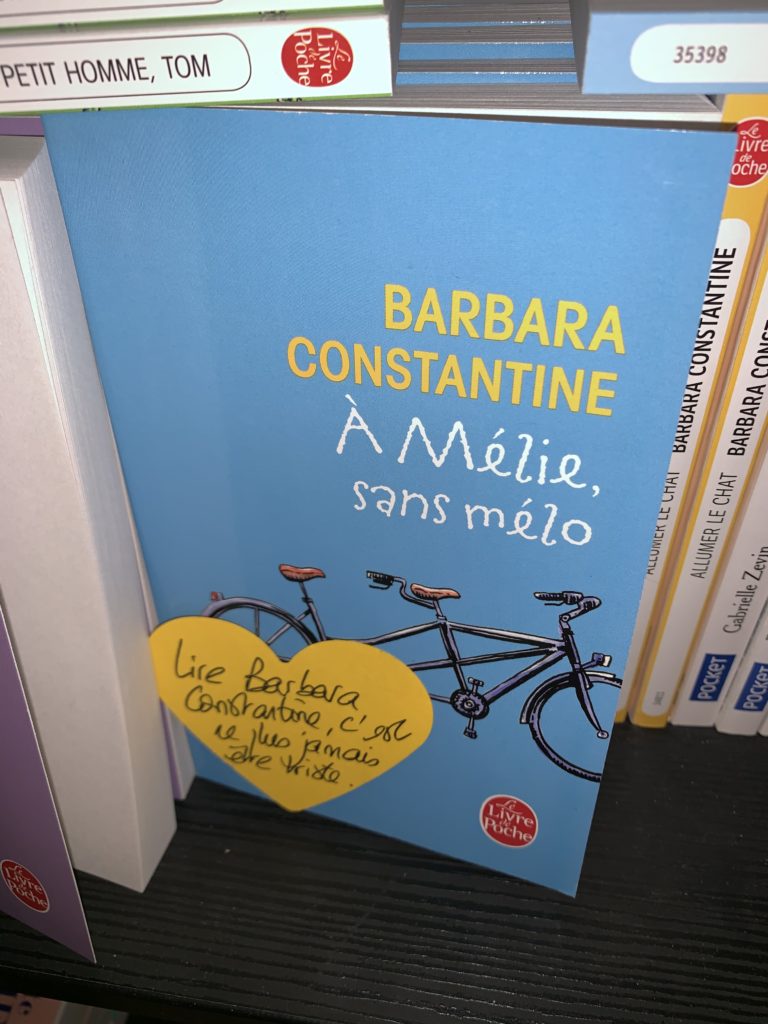 PETIT HOMME, TOM
Le
Livre
de
Poche
35398
Le
Livre
de
Poche
BARBARA
CONSTANTINE
À Mélie,
sans mélo
Lire Barbara
Constantine, c'est
ne plus jamais
être triste.
Le
Livre
de
Poche
ALLUMER LE CHAT BARBARA CONSTANTINE
ALLUMER LE CHAT BARBARA
POCKET Gabrielle Zevin
POCKET
Le
Livre
de
Poche